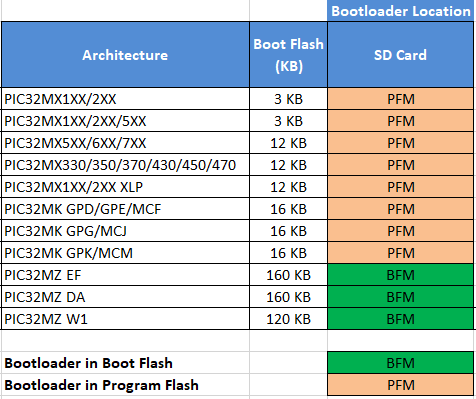 Bootloader Location
Architecture Boot Flash (KB) SD Card
PIC32MX1XX/2XX 3 KB PFM
PIC32MX1XX/2XX/5XX 3 KB PFM
PIC32MX5XX/6XX/7XX 12 KB PFM
PIC32MX330/350/370/430/450/470 12 KB PFM
PIC32MX1XX/2XX XLP 12 KB PFM
PIC32MK GPD/GPE/MCF 16 KB PFM
PIC32MK GPG/MCJ 16 KB PFM
PIC32MK GPK/MCM 16 KB PFM
PIC32MZ EF 160 KB BFM
PIC32MZ DA 160 KB BFM
PIC32MZ W1 120 KB BFM
Bootloader in Boot Flash BFM
Bootloader in Program Flash PFM